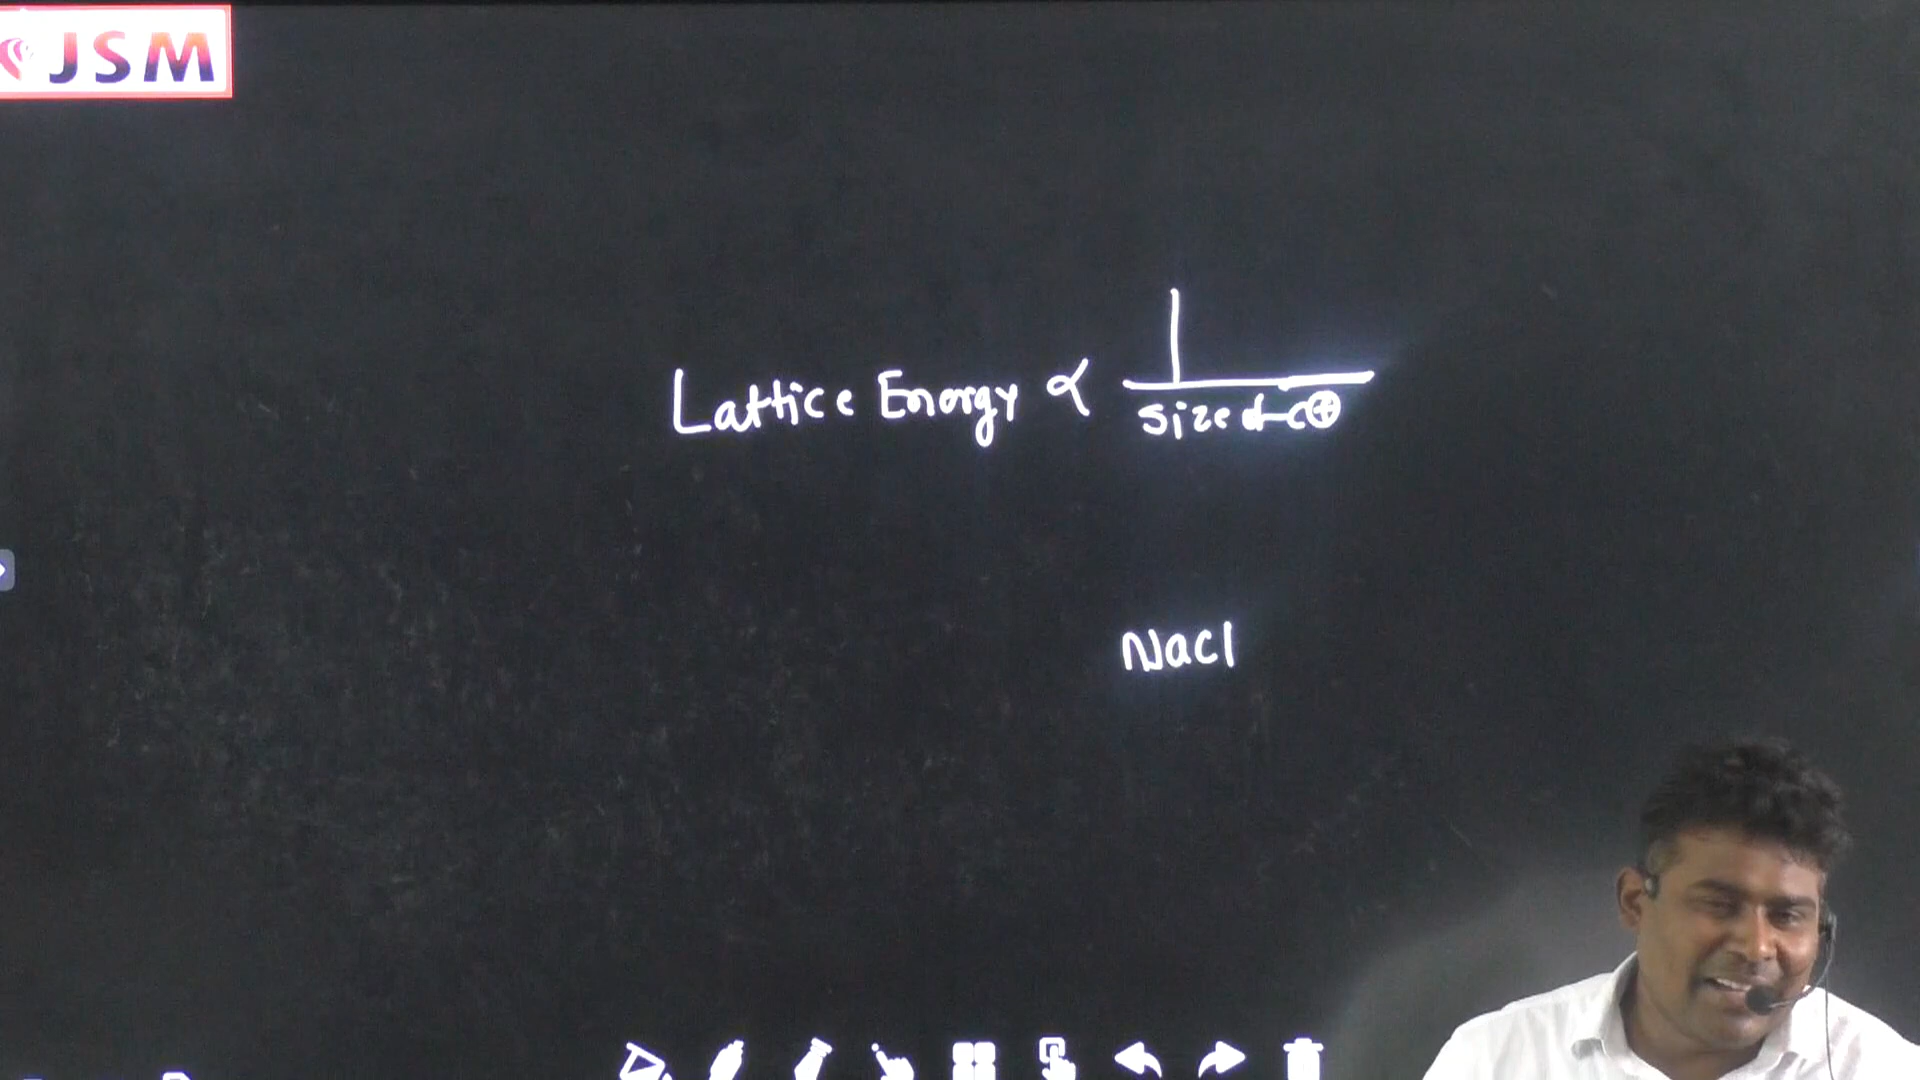 JSM
Lattice Energy ∝ 1
size of C⊕
NaCl